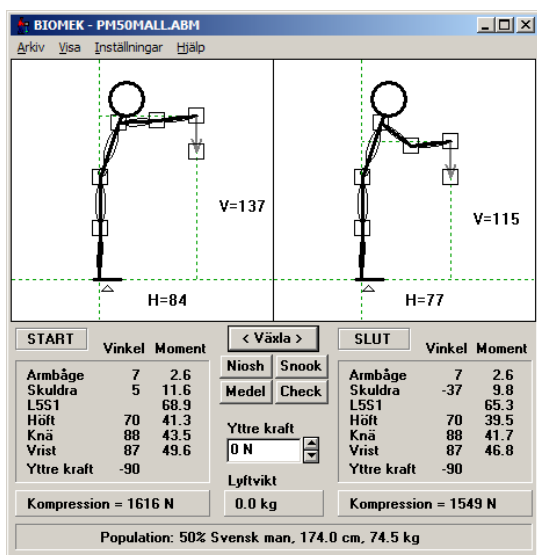 BIOMEK - PM50MALL.ABM
Arkiv Visa Inställningar Hjälp
V=137
H=84
V=115
H=77
START
Vinkel Moment
Armbåge 7 2.6
Skuldra 5 11.6
L5S1 68.9
Höft 70 41.3
Knä 88 43.5
Vrist 87 49.6
Yttre kraft -90
Kompression = 1616 N
< Växla >
Niosh Snook
Medel Check
Yttre kraft
0 N
Lyftvikt
0.0 kg
SLUT
Vinkel Moment
Armbåge 7 2.6
Skuldra -37 9.8
L5S1 65.3
Höft 70 39.5
Knä 88 41.7
Vrist 87 46.8
Yttre kraft -90
Kompression = 1549 N
Population: 50% Svensk man, 174.0 cm, 74.5 kg